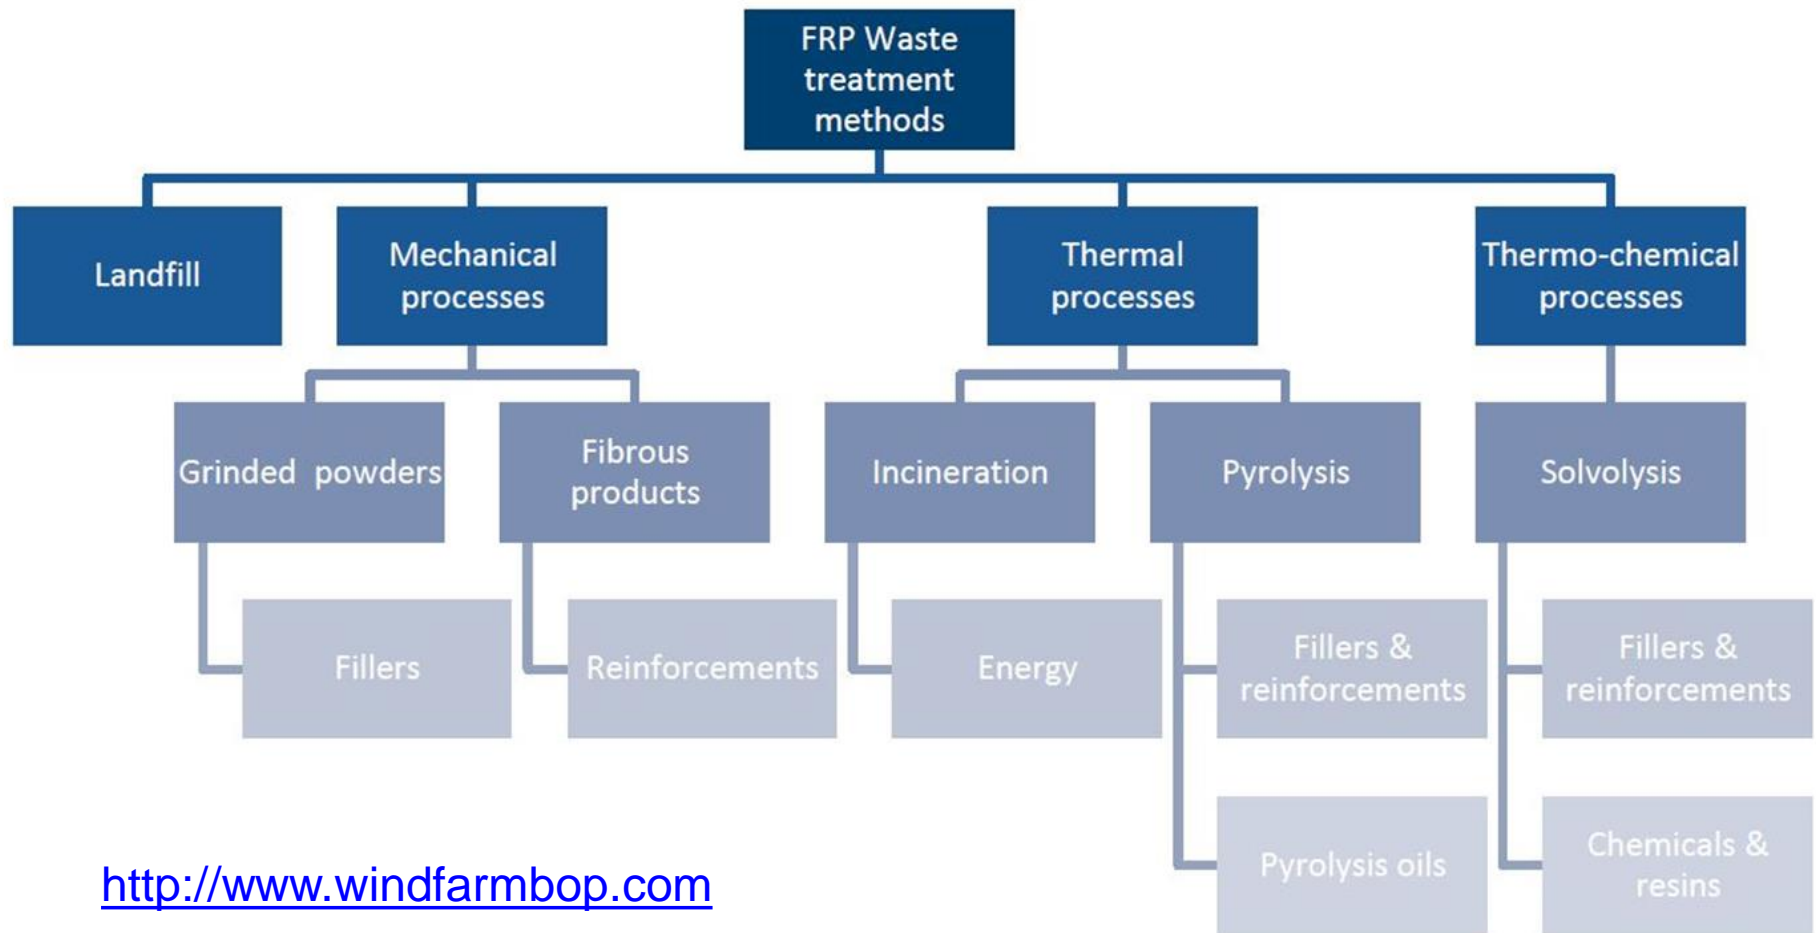 FRP Waste
treatment
methods
Landfill
Mechanical
processes
Thermal
processes
Thermo-chemical
processes
Grinded powders
Fibrous
products
Incineration
Pyrolysis
Solvolysis
Fillers
Reinforcements
Energy
Fillers &
reinforcements
Fillers &
reinforcements
Pyrolysis oils
Chemicals &
resins
http://www.windfarmbop.com